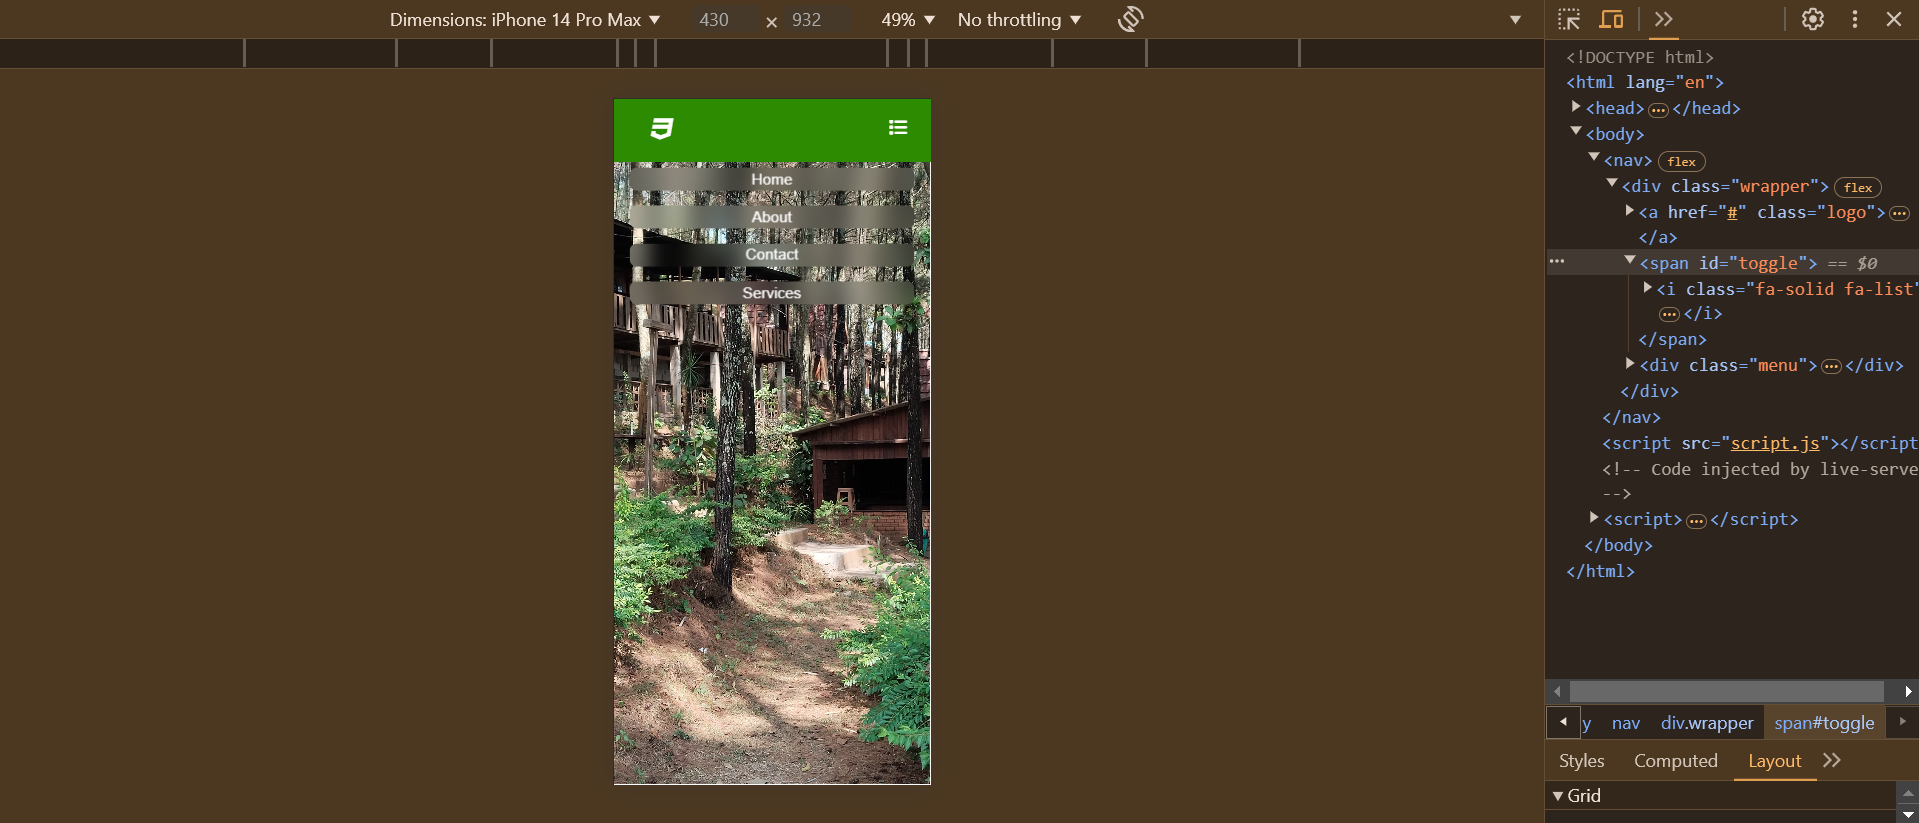 Dimensions: iPhone 14 Pro Max 430 × 932 49% No throttling
Home
About
Contact
Services
<!DOCTYPE html>
<html lang="en">
<head> </head>
<body>
<nav> flex
<div class="wrapper"> flex
<a href="#" class="logo">
</a>
<span id="toggle"> == $0
<i class="fa-solid fa-list"
</i>
</span>
<div class="menu"> </div>
</div>
</nav>
<script src="script.js"></script
<!-- Code injected by live-serve
-->
<script> </script>
</body>
</html>
y nav div.wrapper span#toggle
Styles Computed Layout
Grid